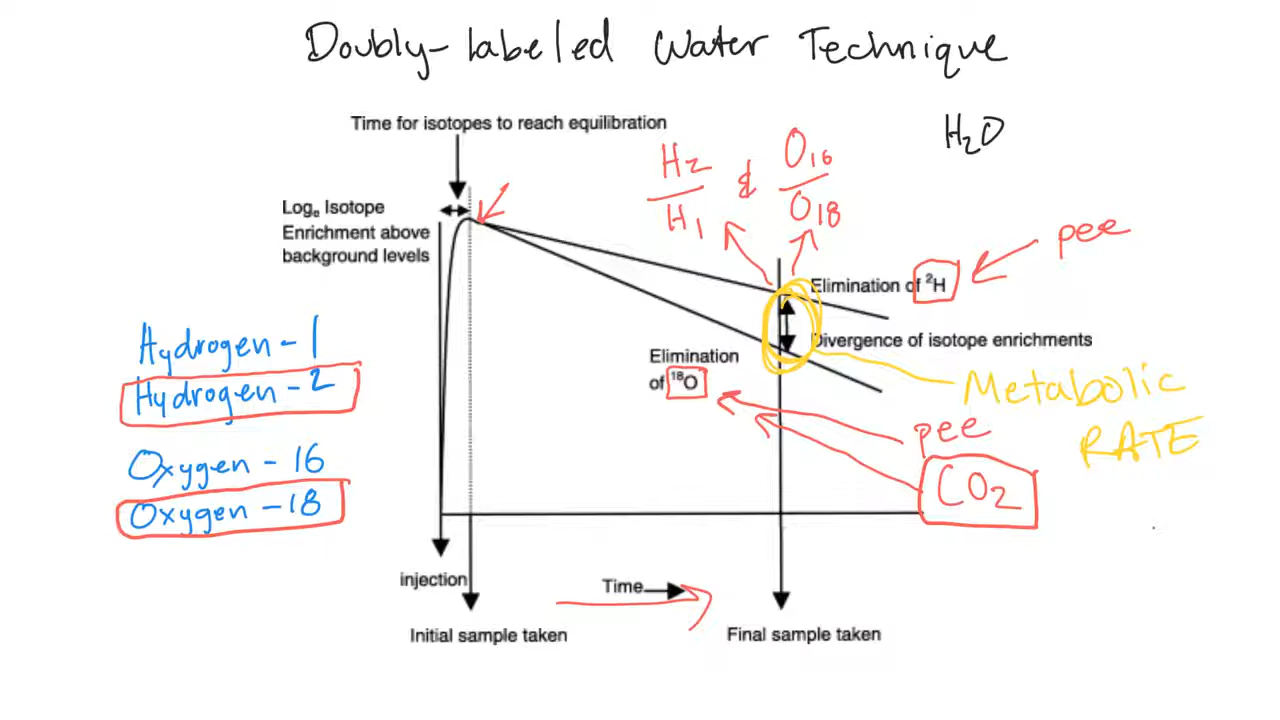 Doubly-labeled Water Technique
Time for isotopes to reach equilibration
H2O
H2/H1 & O16/O18
Logₑ Isotope
Enrichment above
background levels
pee
Elimination of ²H
Divergence of isotope enrichments
Hydrogen-1
Hydrogen-2
Elimination
of ¹⁸O
Metabolic
RATE
pee
CO2
Oxygen-16
Oxygen-18
injection
Time
Initial sample taken
Final sample taken